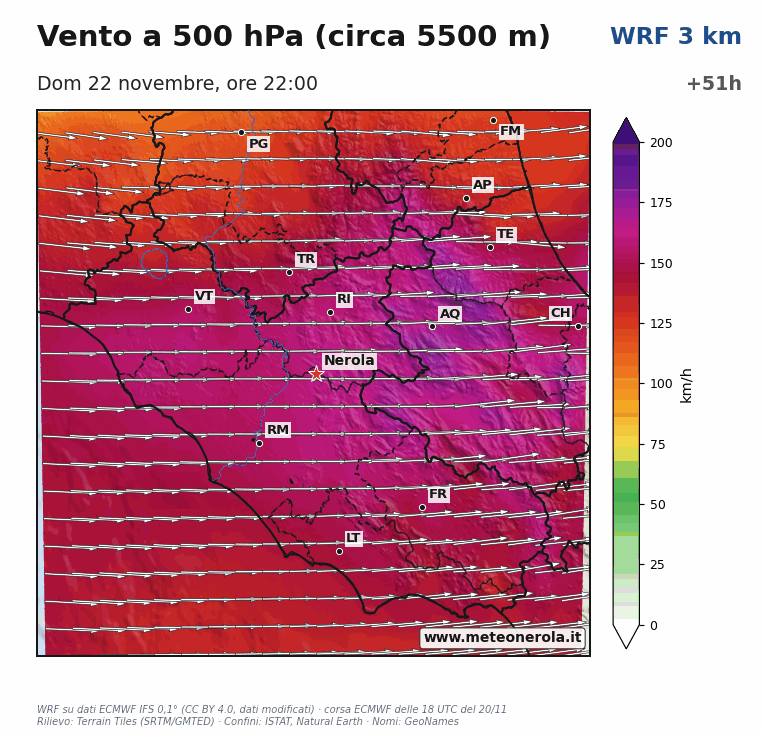 Vento a 500 hPa (circa 5500 m)
WRF 3 km
Dom 22 novembre, ore 22:00
+51h
FM
PG
AP
TE
TR
VT
RI
AQ
CH
Nerola
RM
FR
LT
www.meteonerola.it
200
175
150
125
100
75
50
25
0
km/h
WRF su dati ECMWF IFS 0,1° (CC BY 4.0, dati modificati) · corsa ECMWF delle 18 UTC del 20/11
Rilievo: Terrain Tiles (SRTM/GMTED) · Confini: ISTAT, Natural Earth · Nomi: GeoNames